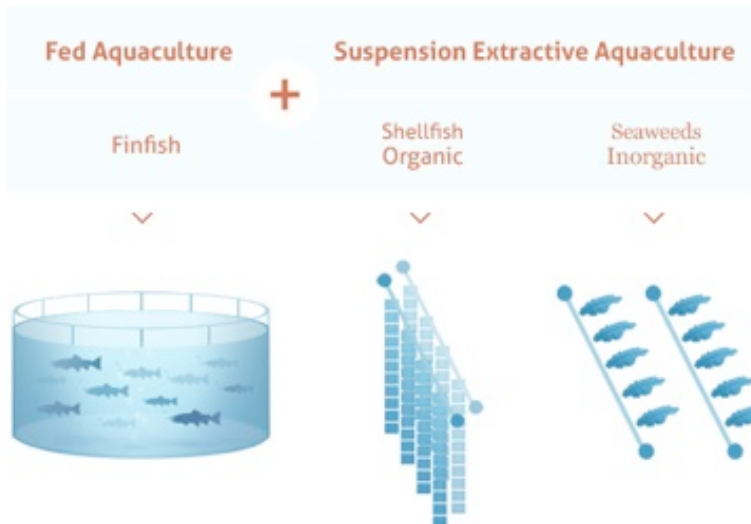 Fed Aquaculture
+
Suspension Extractive Aquaculture
Finfish
Shellfish
Organic
Seaweeds
Inorganic